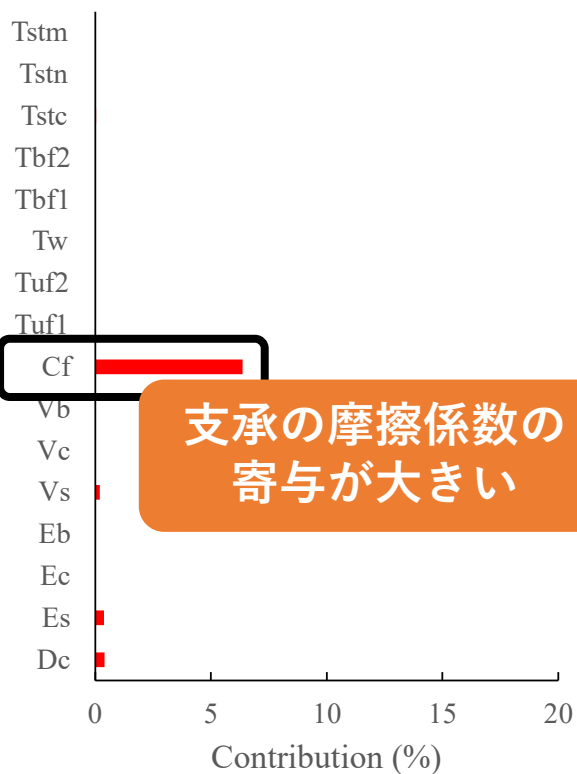 Tstm
Tstn
Tstc
Tbf2
Tbf1
Tw
Tuf2
Tuf1
Cf
Vb
Vc
Vs
Eb
Ec
Es
Dc
支承の摩擦係数の
寄与が大きい
0 5 10 15 20
Contribution (%)